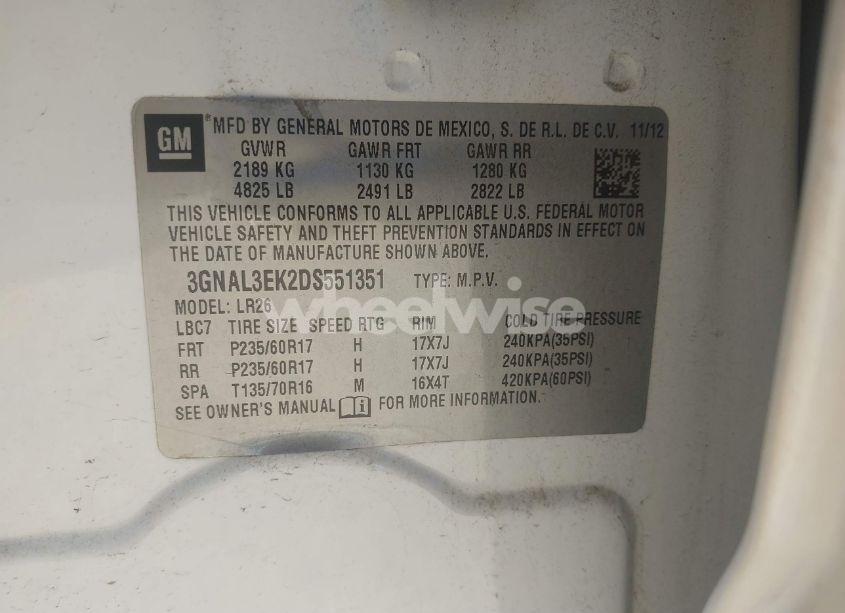 GM ® MFD BY GENERAL MOTORS DE MEXICO, S. DE R.L. DE C.V. 11/12
GVWR GAWR FRT GAWR RR
2189 KG 1130 KG 1280 KG
4825 LB 2491 LB 2822 LB
THIS VEHICLE CONFORMS TO ALL APPLICABLE U.S. FEDERAL MOTOR
VEHICLE SAFETY AND THEFT PREVENTION STANDARDS IN EFFECT ON
THE DATE OF MANUFACTURE SHOWN ABOVE.
3GNAL3EK2DS551351 TYPE: M.P.V.
MODEL: LR26
wheelwise
LBC7 TIRE SIZE SPEED RTG RIM COLD TIRE PRESSURE
FRT P235/60R17 H 17X7J 240KPA(35PSI)
RR P235/60R17 H 17X7J 240KPA(35PSI)
SPA T135/70R16 M 16X4T 420KPA(60PSI)
SEE OWNER'S MANUAL FOR MORE INFORMATION.